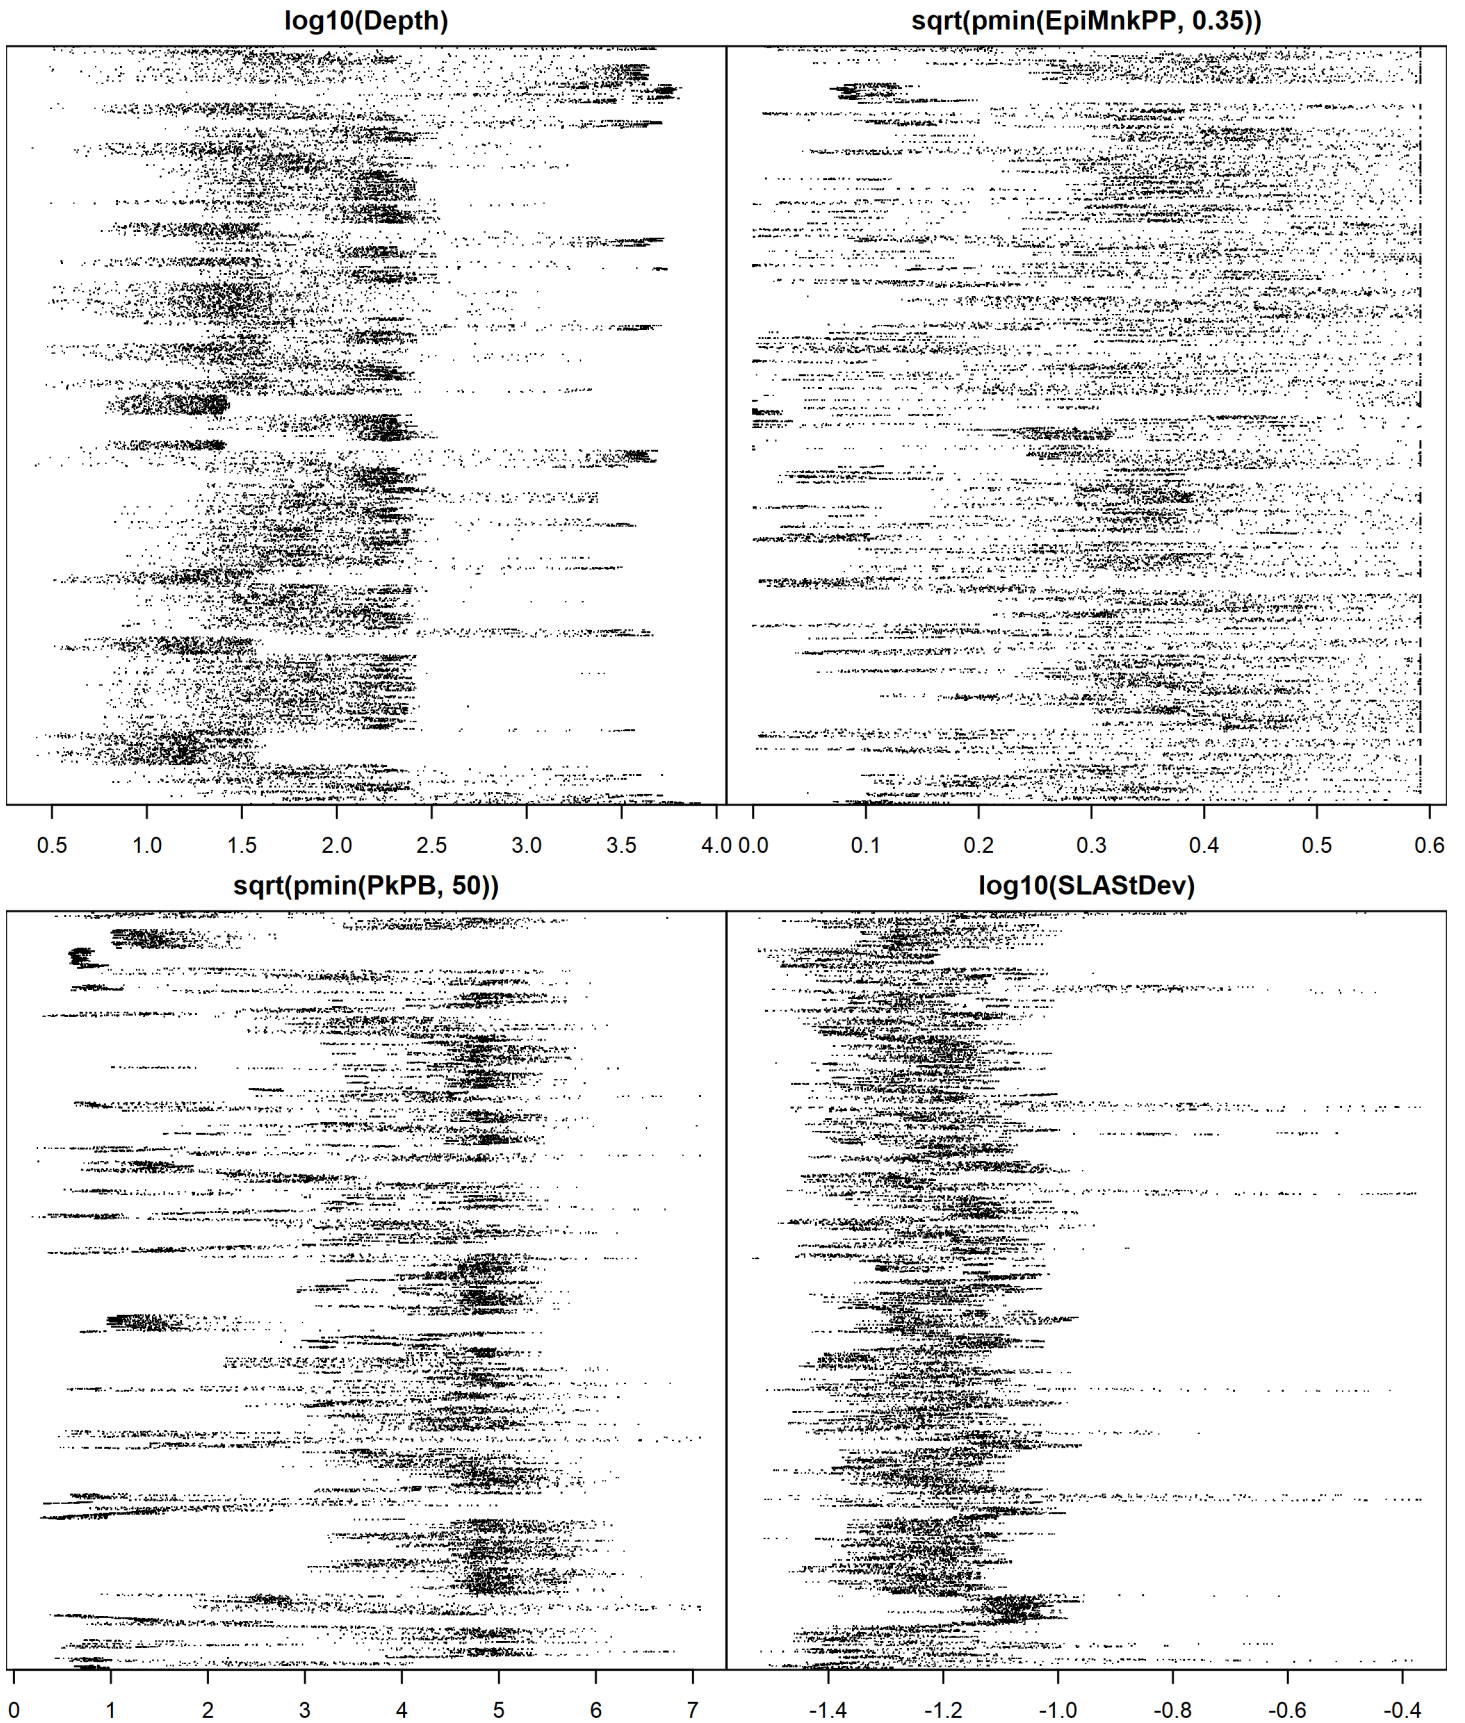 log10(Depth)
sqrt(pmin(EpiMnkPP, 0.35))
0.5 1.0 1.5 2.0 2.5 3.0 3.5 4.0
0.0 0.1 0.2 0.3 0.4 0.5 0.6
sqrt(pmin(PkPB, 50))
log10(SLAStDev)
0 1 2 3 4 5 6 7
-1.4 -1.2 -1.0 -0.8 -0.6 -0.4